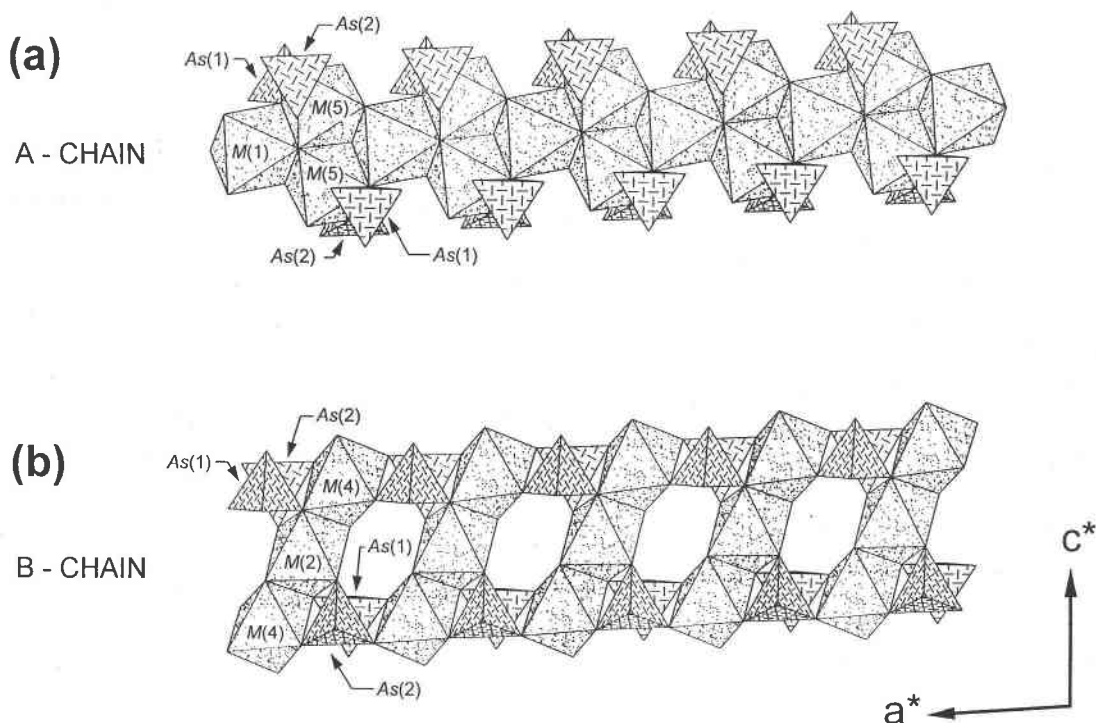 (a)
A - CHAIN
As(2)
As(1)
M(5)
M(1)
M(5)
As(2)
As(1)
(b)
B - CHAIN
As(2)
As(1)
M(4)
As(1)
M(2)
M(4)
As(2)
c*
a*